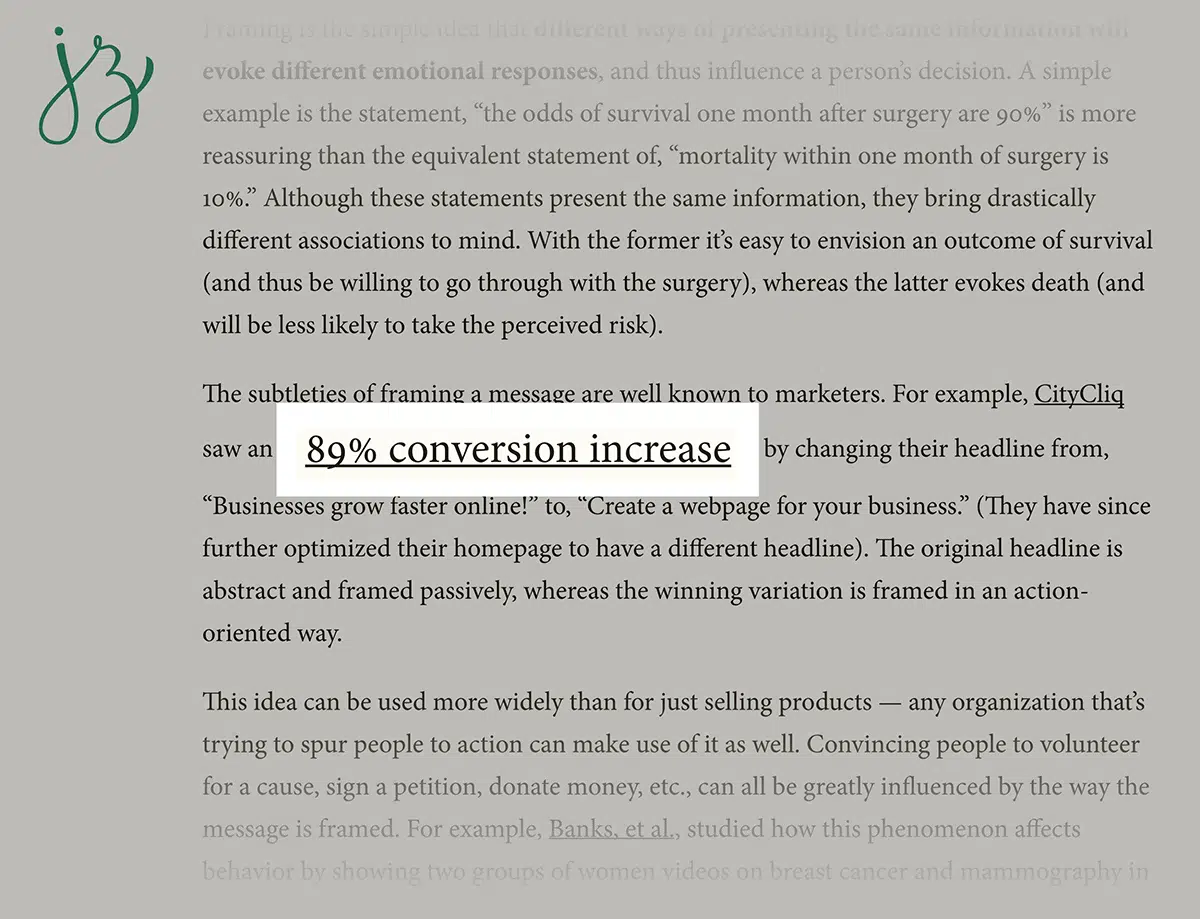 jz
Framing is the simple idea that different ways of presenting the same information will
evoke different emotional responses, and thus influence a person’s decision. A simple
example is the statement, “the odds of survival one month after surgery are 90%” is more
reassuring than the equivalent statement of, “mortality within one month of surgery is
10%.” Although these statements present the same information, they bring drastically
different associations to mind. With the former it’s easy to envision an outcome of survival
(and thus be willing to go through with the surgery), whereas the latter evokes death (and
will be less likely to take the perceived risk).
The subtleties of framing a message are well known to marketers. For example, CityCliq
saw an 89% conversion increase by changing their headline from,
“Businesses grow faster online!” to, “Create a webpage for your business.” (They have since
further optimized their homepage to have a different headline). The original headline is
abstract and framed passively, whereas the winning variation is framed in an action-
oriented way.
This idea can be used more widely than for just selling products — any organization that’s
trying to spur people to action can make use of it as well. Convincing people to volunteer
for a cause, sign a petition, donate money, etc., can all be greatly influenced by the way the
message is framed. For example, Banks, et al., studied how this phenomenon affects
behavior by showing two groups of women videos on breast cancer and mammography in